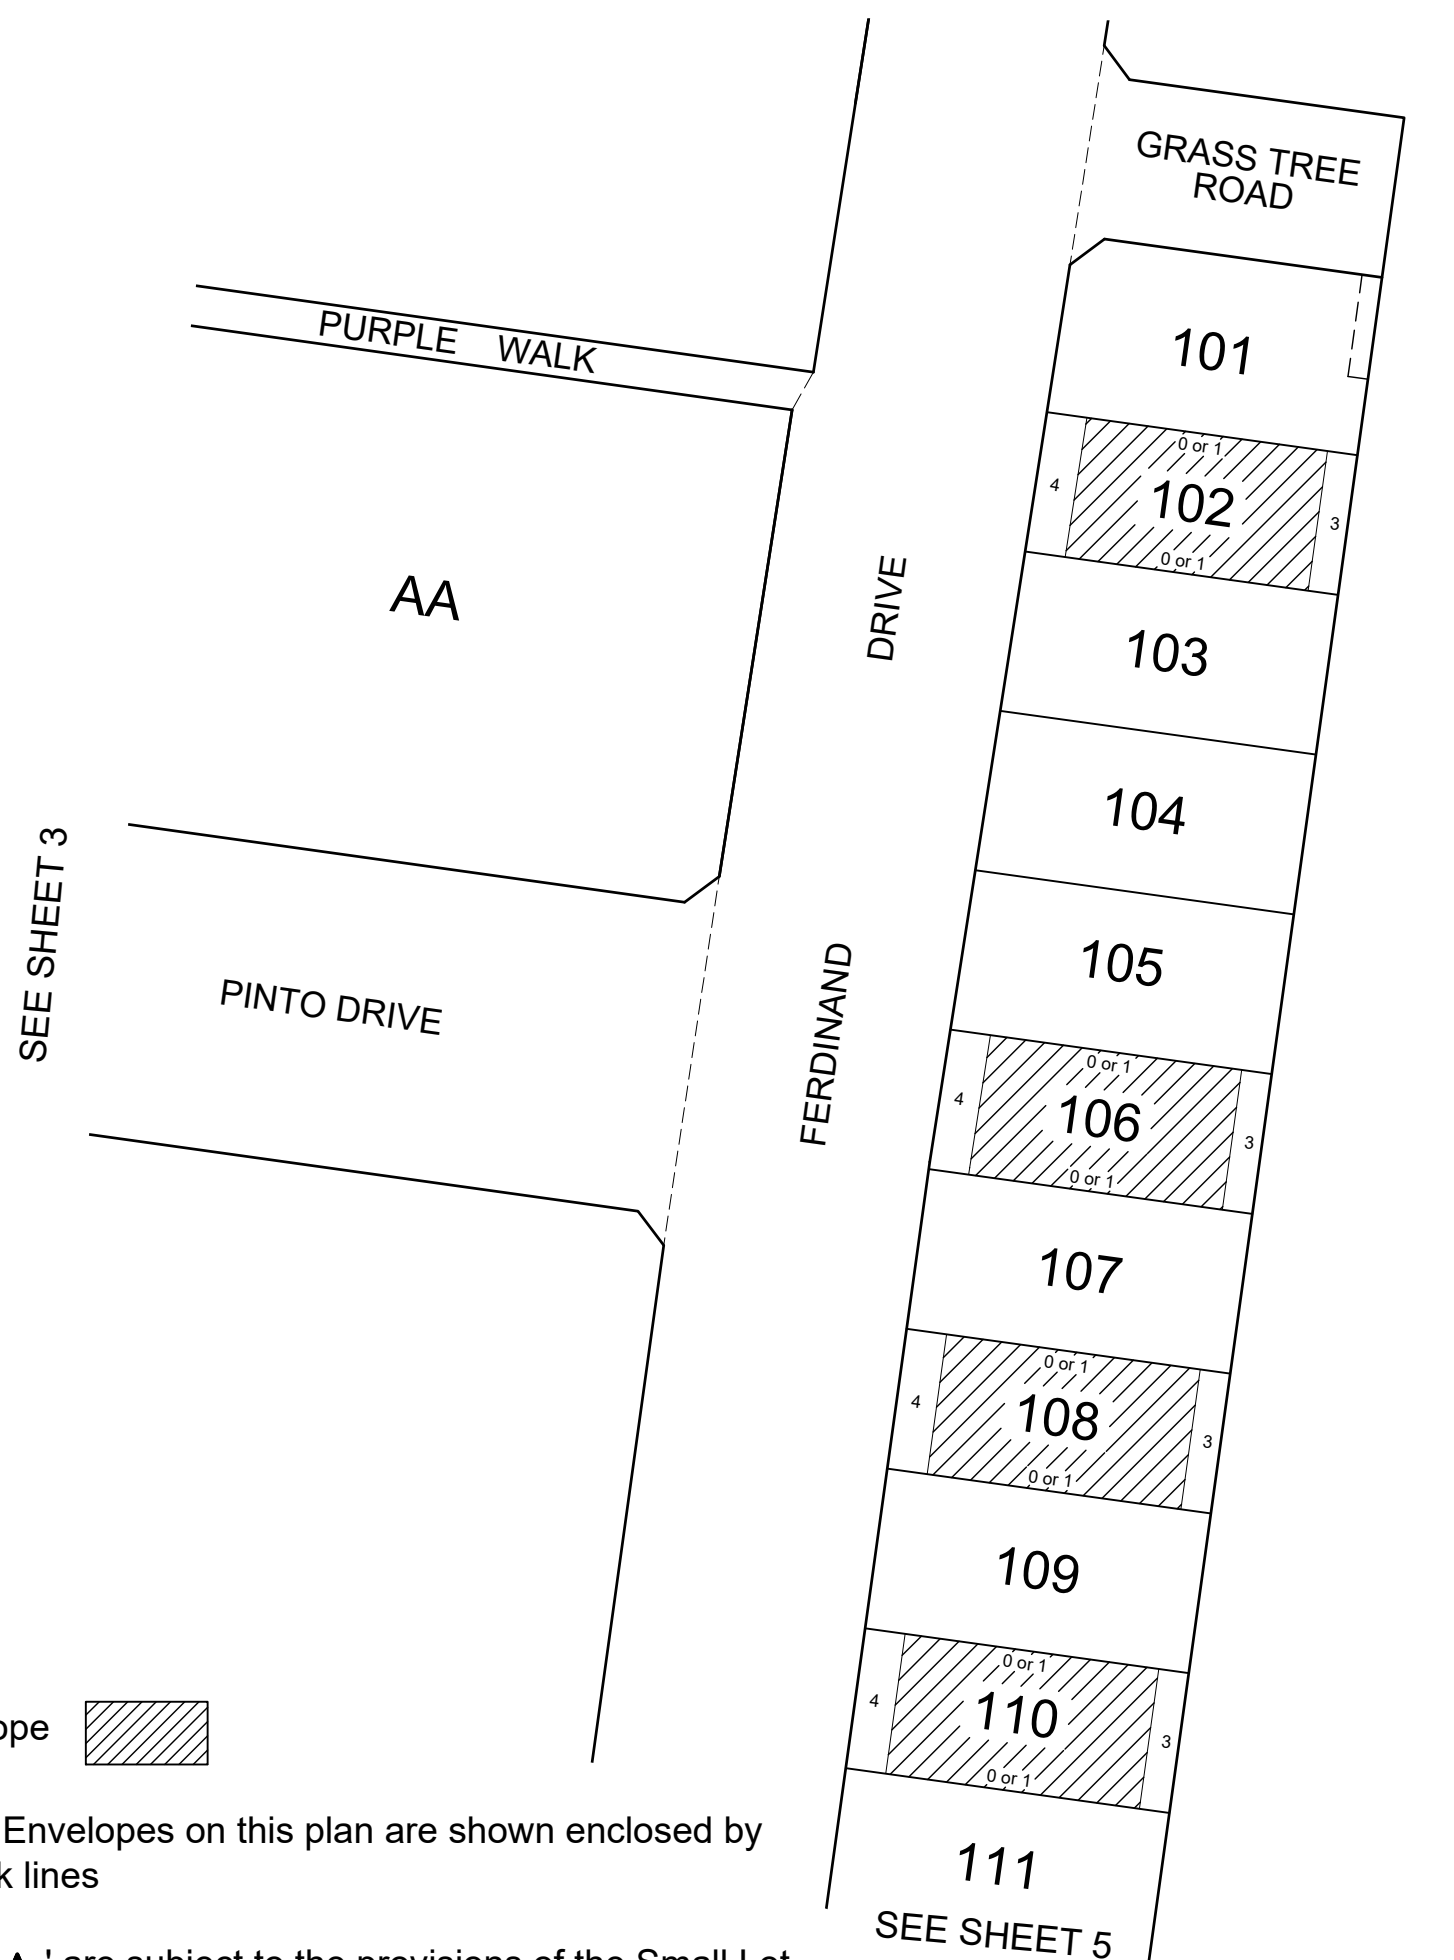 GRASS TREE
ROAD
PURPLE WALK
101
0 or 1
4
102
3
0 or 1
AA
DRIVE
103
104
SEE SHEET 3
105
PINTO DRIVE
FERDINAND
0 or 1
4
106
3
0 or 1
107
0 or 1
4
108
3
0 or 1
109
0 or 1
4
110
3
0 or 1
ope
Envelopes on this plan are shown enclosed by
k lines
111
SEE SHEET 5
A ' are subject to the provisions of the Small Lot